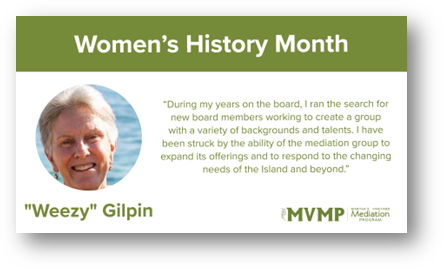 Women's History Month
“During my years on the board, I ran the search for
new board members working to create a group
with a variety of backgrounds and talents. I have
been struck by the ability of the mediation group to
expand its offerings and to respond to the changing
needs of the Island and beyond.”
"Weezy" Gilpin
MVMP
MARTHA'S VINEYARD
Mediation
PROGRAM